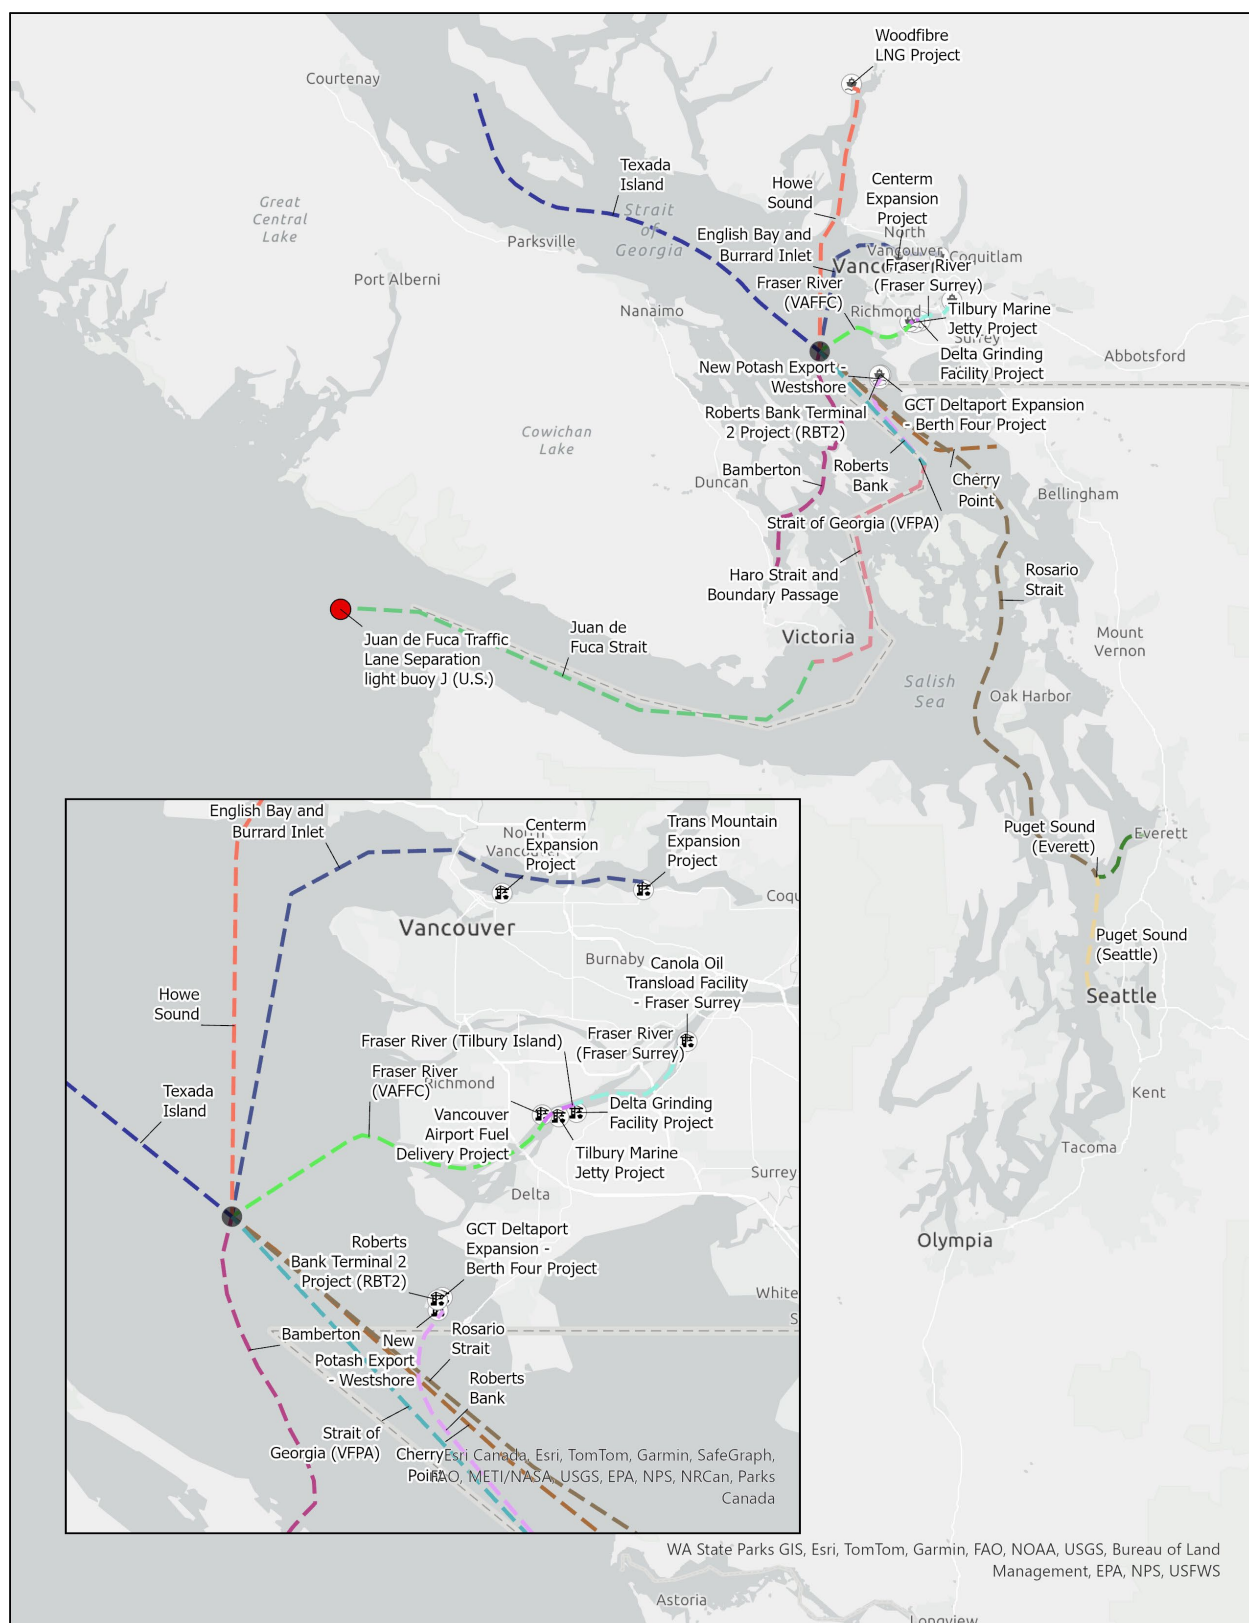 Woodfibre
LNG Project
Courtenay
Texada
Island
Howe
Sound
Centerm
Expansion
Project
Great
Central
Lake
Strait
of
Georgia
Parksville
English Bay and
Burrard Inlet
North
Vancouver
Coquitlam
Port Alberni
Fraser River
(VAFFC)
Fraser River
(Fraser Surrey)
Nanaimo
Richmond
Tilbury Marine
Jetty Project
Surrey
Delta Grinding
Facility Project
Abbotsford
New Potash Export -
Westshore
Roberts Bank Terminal
2 Project (RBT2)
GCT Deltaport Expansion
- Berth Four Project
Cowichan
Lake
Bamberton
Duncan
Roberts
Bank
Cherry
Point
Bellingham
Strait of Georgia (VFPA)
Haro Strait and
Boundary Passage
Rosario
Strait
Juan de Fuca Traffic
Lane Separation
light buoy J (U.S.)
Juan de
Fuca Strait
Victoria
Mount
Vernon
Salish
Sea
Oak Harbor
Puget Sound
(Everett)
Everett
Puget Sound
(Seattle)
Seattle
Kent
Tacoma
Olympia
English Bay and
Burrard Inlet
North
Centerm
Expansion
Project
Trans Mountain
Expansion
Project
Coqu
Vancouver
Burnaby
Canola Oil
Transload Facility
- Fraser Surrey
Howe
Sound
Fraser River (Tilbury Island)
Fraser River
(Fraser Surrey)
Texada
Island
Fraser River
(VAFFC)
Richmond
Vancouver
Airport Fuel
Delivery Project
Delta Grinding
Facility Project
Tilbury Marine
Jetty Project
Surrey
Delta
Roberts
Bank Terminal 2
Project (RBT2)
GCT Deltaport
Expansion -
Berth Four Project
White
S
Bamberton
New
Potash Export
- Westshore
Rosario
Strait
Roberts
Bank
Strait of
Georgia (VFPA)
Cherry
Point
Esri Canada, Esri, TomTom, Garmin, SafeGraph,
FAO, METI/NASA, USGS, EPA, NPS, NRCan, Parks
Canada
WA State Parks GIS, Esri, TomTom, Garmin, FAO, NOAA, USGS, Bureau of Land
Management, EPA, NPS, USFWS
Astoria
Longview